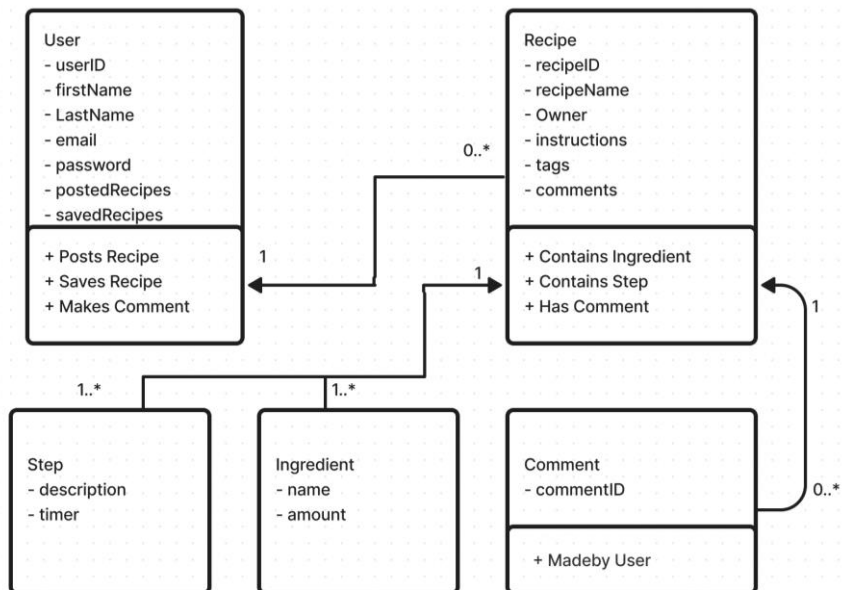 User
- userID
- firstName
- LastName
- email
- password
- postedRecipes
- savedRecipes
+ Posts Recipe
+ Saves Recipe
+ Makes Comment
1
0..*
Recipe
- recipeID
- recipeName
- Owner
- instructions
- tags
- comments
+ Contains Ingredient
+ Contains Step
+ Has Comment
1
1
1..*
1..*
0..*
Step
- description
- timer
Ingredient
- name
- amount
Comment
- commentID
+ Madeby User